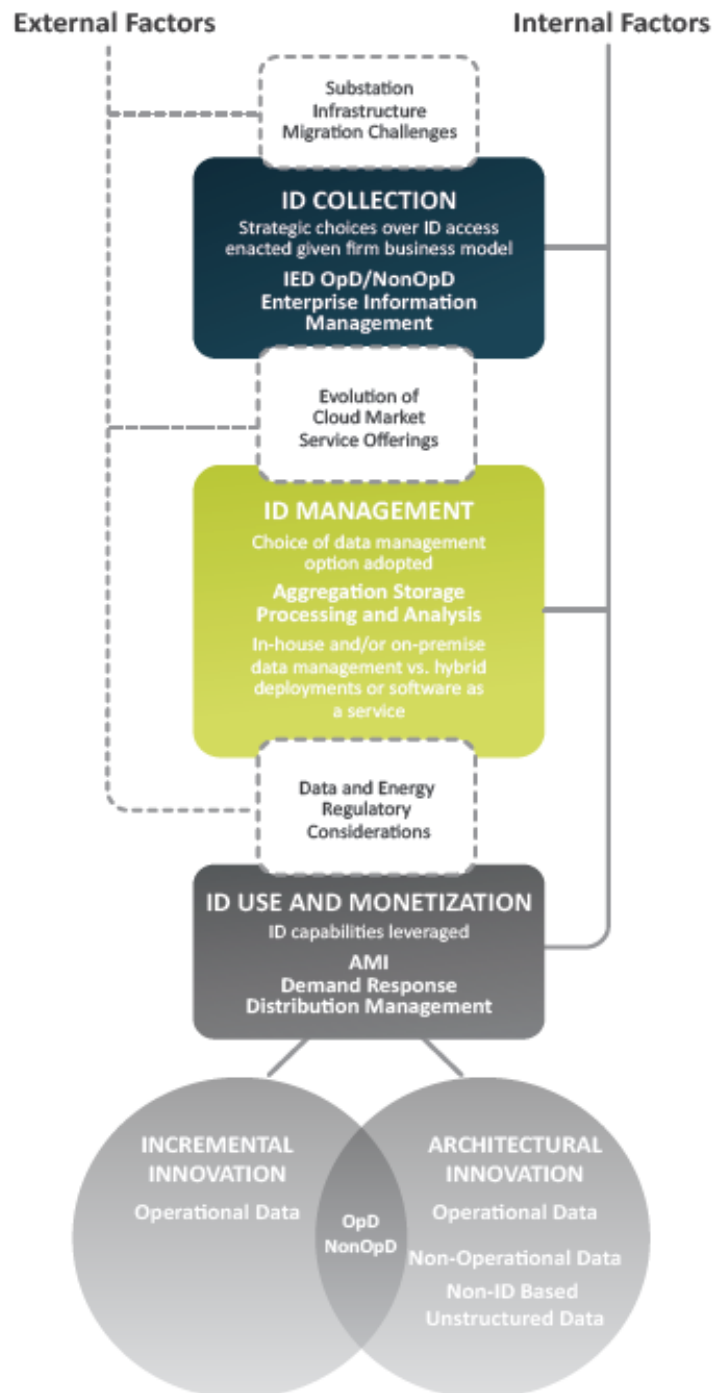 External Factors
Internal Factors
Substation
Infrastructure
Migration Challenges
ID COLLECTION
Strategic choices over ID access
enacted given firm business model
IED OpD/NonOpD
Enterprise Information
Management
Evolution of
Cloud Market
Service Offerings
ID MANAGEMENT
Choice of data management
option adopted
Aggregation Storage
Processing and Analysis
In-house and/or on-premise
data management vs. hybrid
deployments or software as
a service
Data and Energy
Regulatory
Considerations
ID USE AND MONETIZATION
ID capabilities leveraged
AMI
Demand Response
Distribution Management
INCREMENTAL
INNOVATION
Operational Data
OpD
NonOpD
ARCHITECTURAL
INNOVATION
Operational Data
Non-Operational Data
Non-ID Based
Unstructured Data